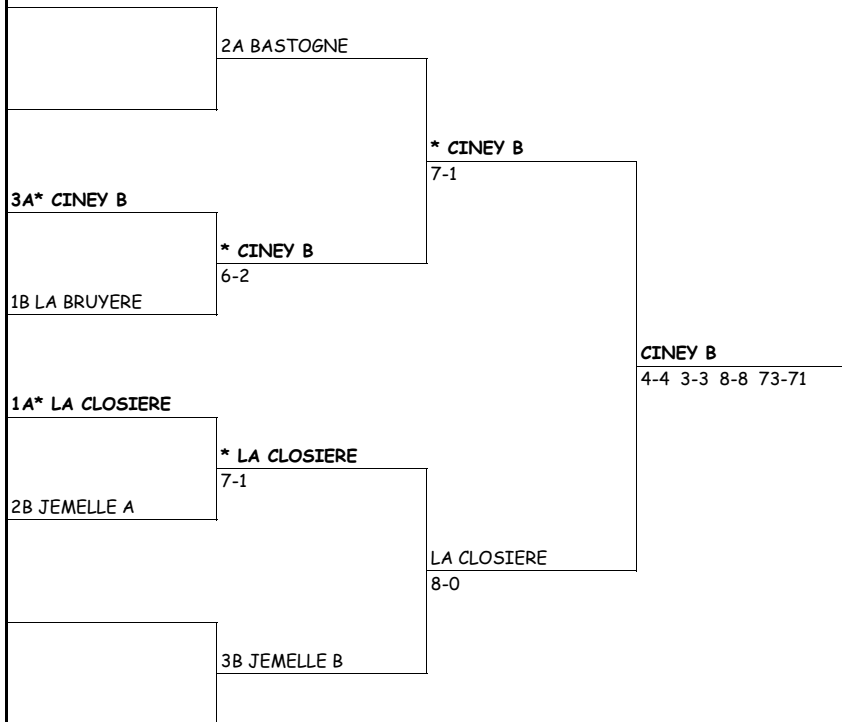 2A BASTOGNE
* CINEY B
7-1
3A* CINEY B
* CINEY B
6-2
1B LA BRUYERE
CINEY B
4-4 3-3 8-8 73-71
1A* LA CLOSIERE
* LA CLOSIERE
7-1
2B JEMELLE A
LA CLOSIERE
8-0
3B JEMELLE B